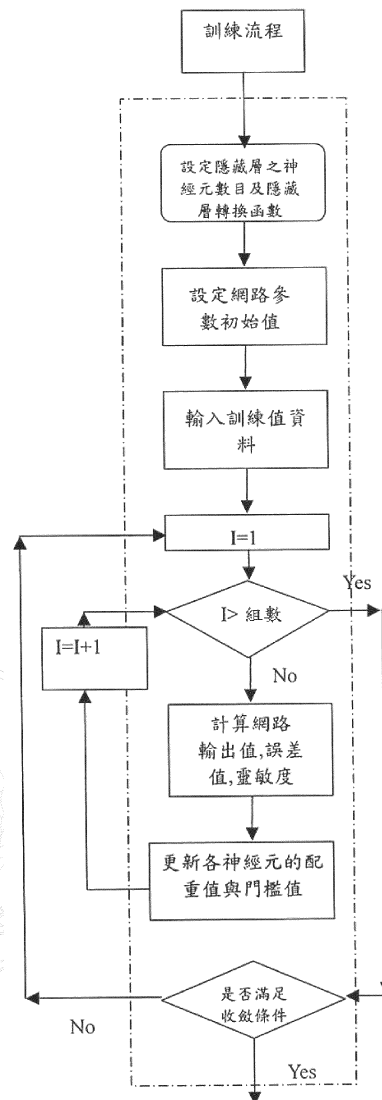 訓練流程
設定隱藏層之神
經元數目及隱藏
層轉換函數
設定網路參
數初始值
輸入訓練值資
料
I=1
Yes
I> 組數
I=I+1
No
計算網路
輸出值,誤差
值,靈敏度
更新各神經元的配
重值與門檻值
是否滿足
收斂條件
No
Yes